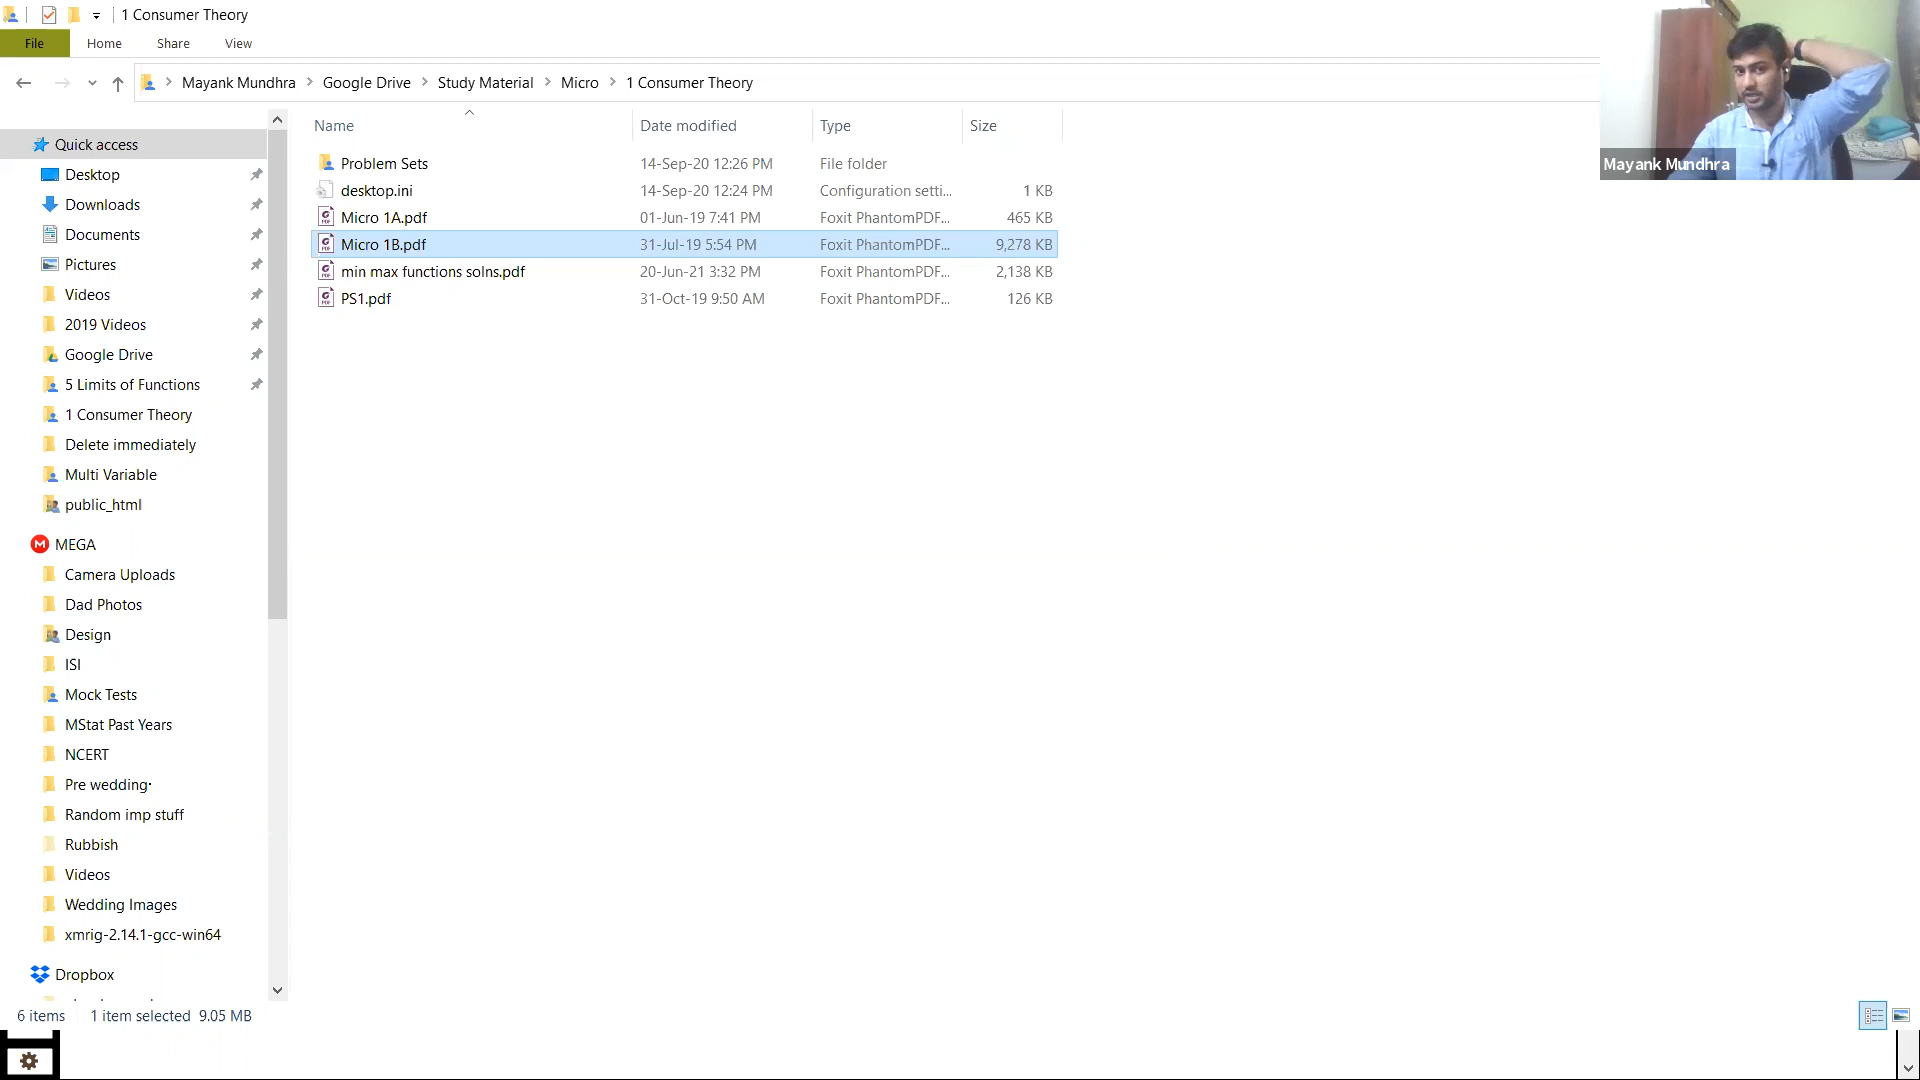 1 Consumer Theory
File Home Share View
Mayank Mundhra Google Drive Study Material Micro 1 Consumer Theory
Name Date modified Type Size
Quick access
Desktop
Downloads
Documents
Pictures
Videos
2019 Videos
Google Drive
5 Limits of Functions
1 Consumer Theory
Delete immediately
Multi Variable
public_html
MEGA
Camera Uploads
Dad Photos
Design
ISI
Mock Tests
MStat Past Years
NCERT
Pre wedding·
Random imp stuff
Rubbish
Videos
Wedding Images
xmrig-2.14.1-gcc-win64
Dropbox
Problem Sets 14-Sep-20 12:26 PM File folder
desktop.ini 14-Sep-20 12:24 PM Configuration setti... 1 KB
Micro 1A.pdf 01-Jun-19 7:41 PM Foxit PhantomPDF... 465 KB
Micro 1B.pdf 31-Jul-19 5:54 PM Foxit PhantomPDF... 9,278 KB
min max functions solns.pdf 20-Jun-21 3:32 PM Foxit PhantomPDF... 2,138 KB
PS1.pdf 31-Oct-19 9:50 AM Foxit PhantomPDF... 126 KB
Mayank Mundhra
6 items 1 item selected 9.05 MB